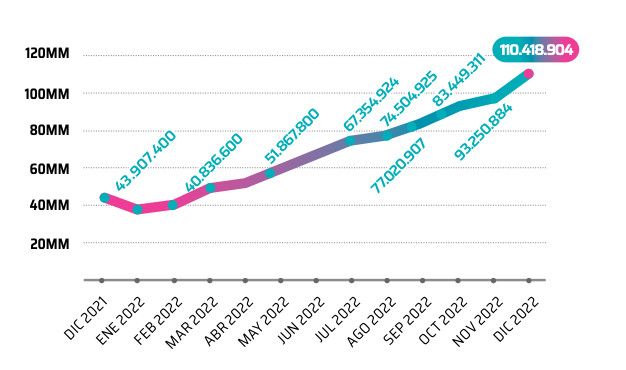 120MM
100MM
80MM
60MM
40MM
20MM
43.907.400
40.836.600
51.867.800
67.354.924
74.504.925
77.020.907
83.449.311
93.250.884
110.418.904
DIC 2021
ENE 2022
FEB 2022
MAR 2022
ABR 2022
MAY 2022
JUN 2022
JUL 2022
AGO 2022
SEP 2022
OCT 2022
NOV 2022
DIC 2022